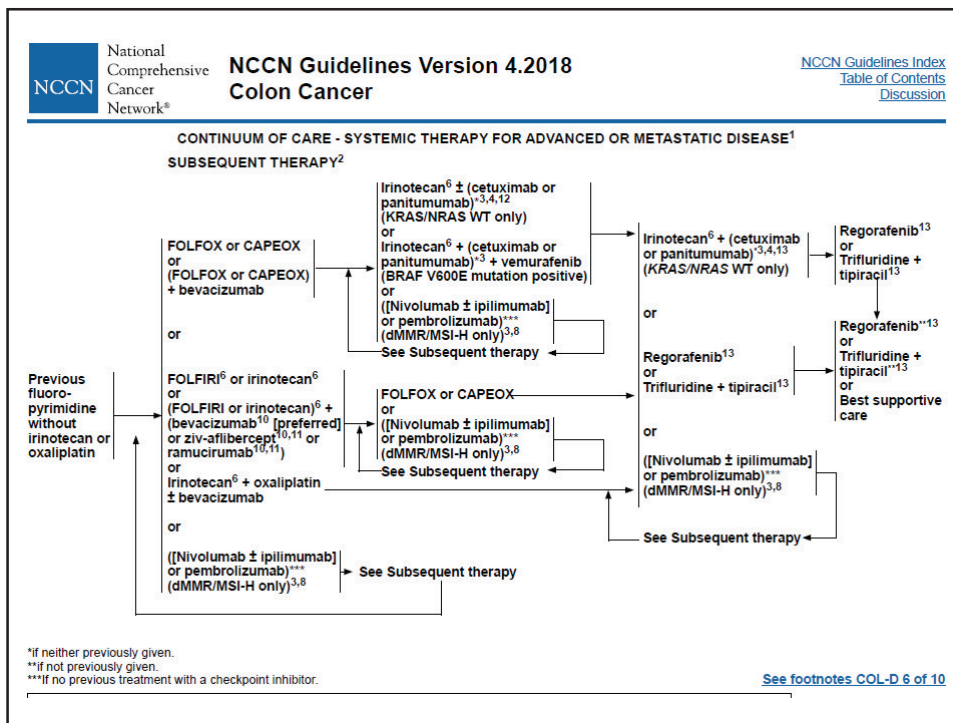 NCCN
National
Comprehensive
Cancer
Network®
NCCN Guidelines Version 4.2018
Colon Cancer
NCCN Guidelines Index
Table of Contents
Discussion
CONTINUUM OF CARE - SYSTEMIC THERAPY FOR ADVANCED OR METASTATIC DISEASE1
SUBSEQUENT THERAPY2
Previous
fluoro-
pyrimidine
without
irinotecan or
oxaliplatin
FOLFOX or CAPEOX
or
(FOLFOX or CAPEOX)
+ bevacizumab
or
FOLFIRI6 or irinotecan6
or
(FOLFIRI or irinotecan)6 +
(bevacizumab10 [preferred]
or ziv-aflibercept10,11 or
ramucirumab10,11)
or
Irinotecan6 + oxaliplatin
± bevacizumab
or
([Nivolumab ± ipilimumab]
or pembrolizumab)***
(dMMR/MSI-H only)3,8
See Subsequent therapy
Irinotecan6 ± (cetuximab or
panitumumab)*3,4,12
(KRAS/NRAS WT only)
or
Irinotecan6 + (cetuximab or
panitumumab)*3 + vemurafenib
(BRAF V600E mutation positive)
or
([Nivolumab ± ipilimumab]
or pembrolizumab)***
(dMMR/MSI-H only)3,8
See Subsequent therapy
FOLFOX or CAPEOX
or
([Nivolumab ± ipilimumab]
or pembrolizumab)***
(dMMR/MSI-H only)3,8
See Subsequent therapy
Irinotecan6 + (cetuximab
or panitumumab)*3,4,13
(KRAS/NRAS WT only)
or
Regorafenib13
or
Trifluridine + tipiracil13
or
([Nivolumab ± ipilimumab]
or pembrolizumab)***
(dMMR/MSI-H only)3,8
See Subsequent therapy
Regorafenib13
or
Trifluridine +
tipiracil13
Regorafenib**13
or
Trifluridine +
tipiracil**13
or
Best supportive
care
*if neither previously given.
**if not previously given.
***If no previous treatment with a checkpoint inhibitor.
See footnotes COL-D 6 of 10